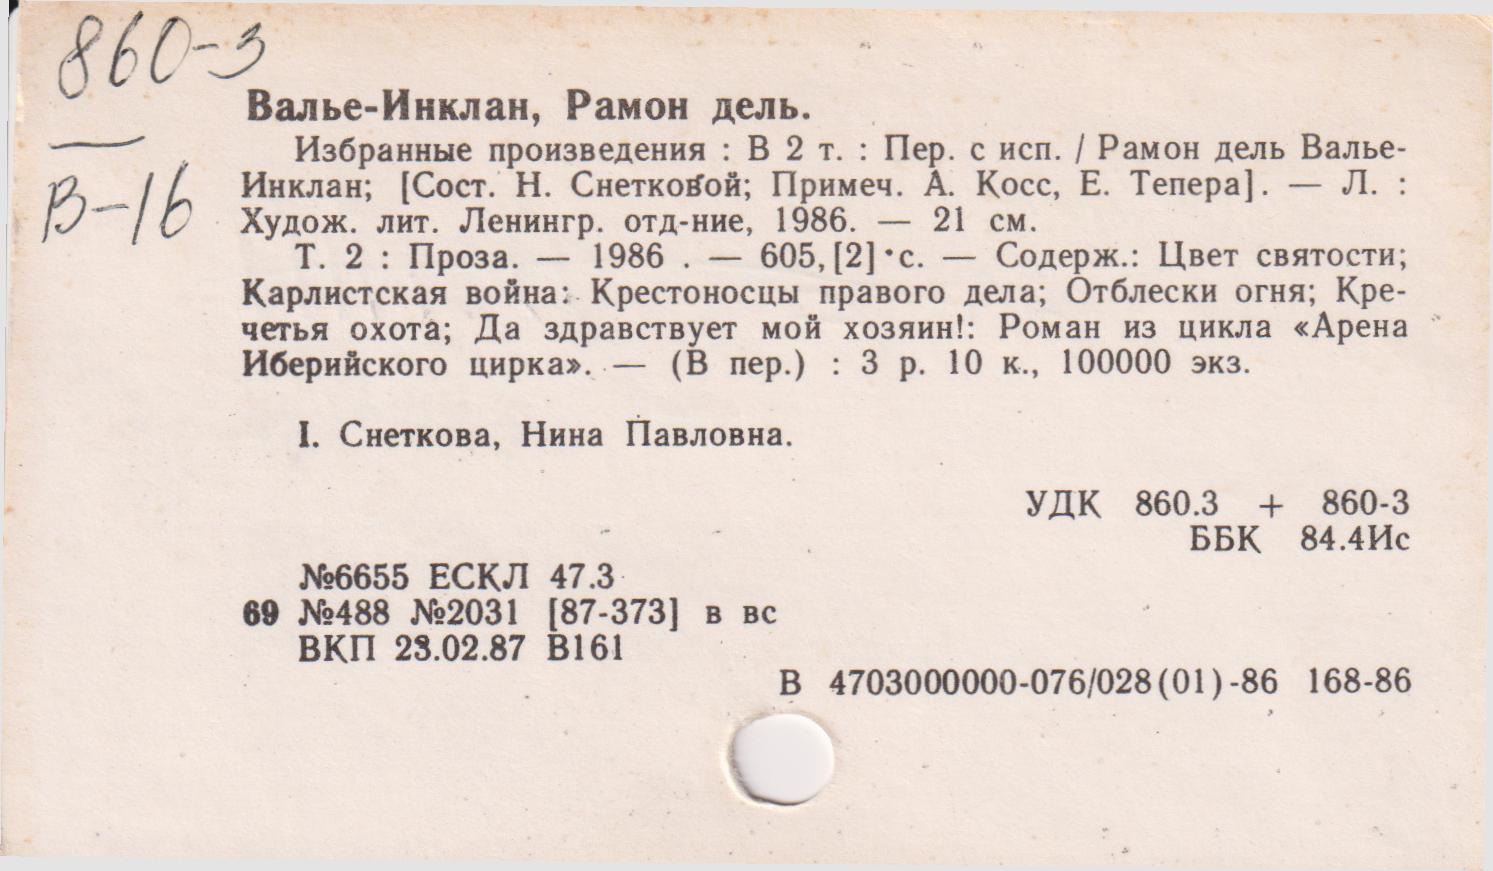 860-3
В-16
Валье-Инклан, Рамон дель.
Избранные произведения : В 2 т. : Пер. с исп. / Рамон дель Валье-
Инклан; [Сост. Н. Снетковой; Примеч. А. Косс, Е. Тепера]. — Л. :
Худож. лит. Ленингр. отд-ние, 1986. — 21 см.
Т. 2 : Проза. — 1986 . — 605, [2] с. — Содерж.: Цвет святости;
Карлистская война: Крестоносцы правого дела; Отблески огня; Кре-
четья охота; Да здравствует мой хозяин!: Роман из цикла «Арена
Иберийского цирка». — (В пер.) : 3 р. 10 к., 100000 экз.
I. Снеткова, Нина Павловна.
УДК 860.3 + 860-3
ББК 84.4Ис
№6655 ЕСКЛ 47.3
69 №488 №2031 [87-373] в вс
ВКП 23.02.87 В161
В 4703000000-076/028(01)-86 168-86